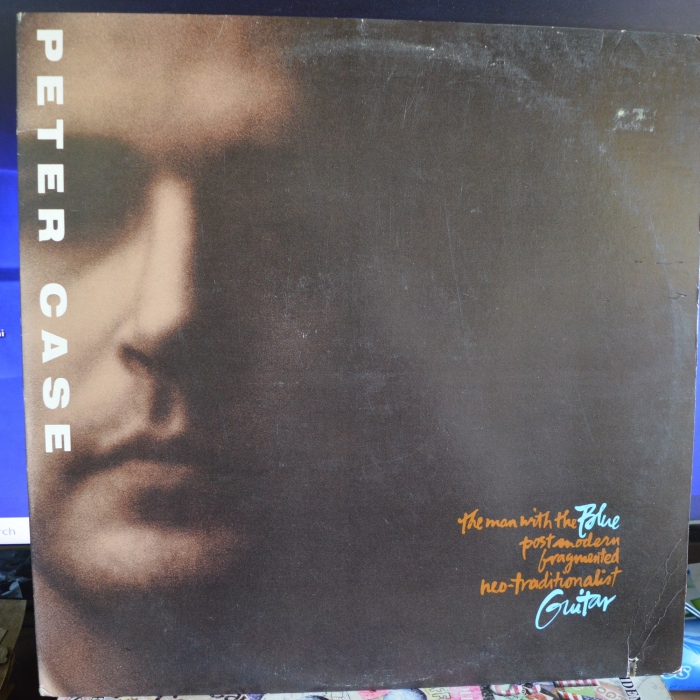 PETER CASE
the man with the Blue
post-modern
fragmented
neo-traditionalist
Guitar